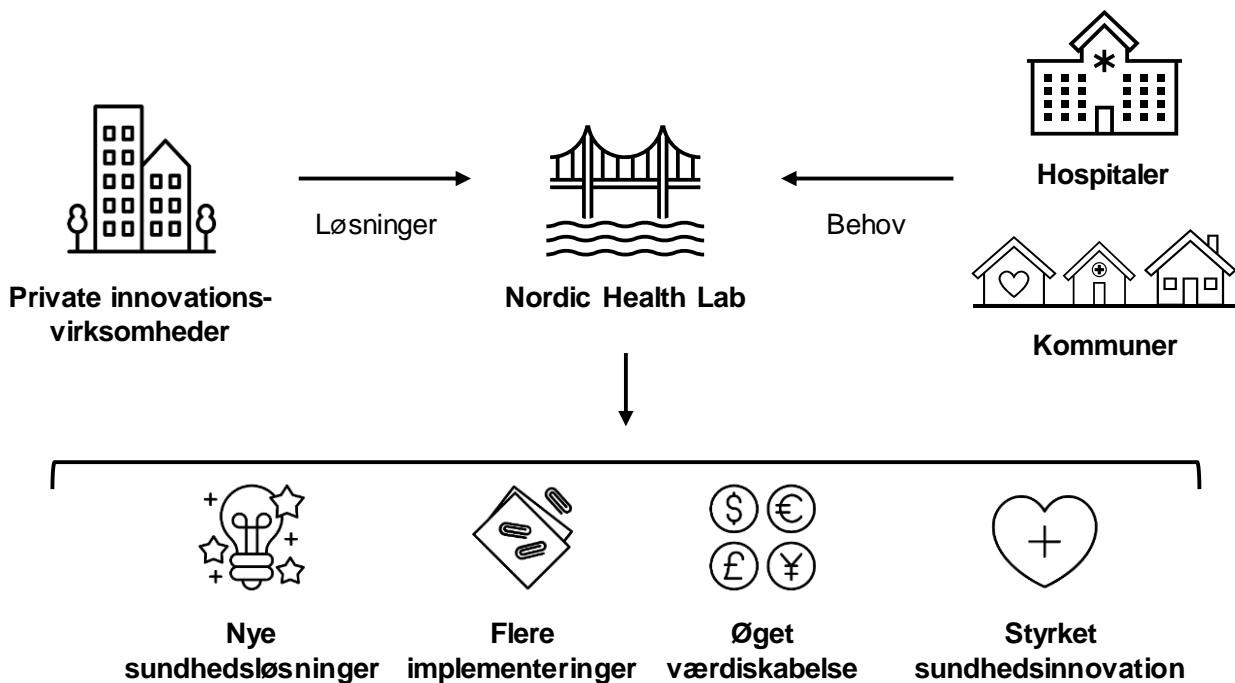 Hospitaler
Løsninger
Behov
Private innovations-
virksomheder
Nordic Health Lab
Kommuner
$ €
£ ¥
Nye
sundhedsløsninger
Flere
implementeringer
Øget
værdiskabelse
Styrket
sundhedsinnovation